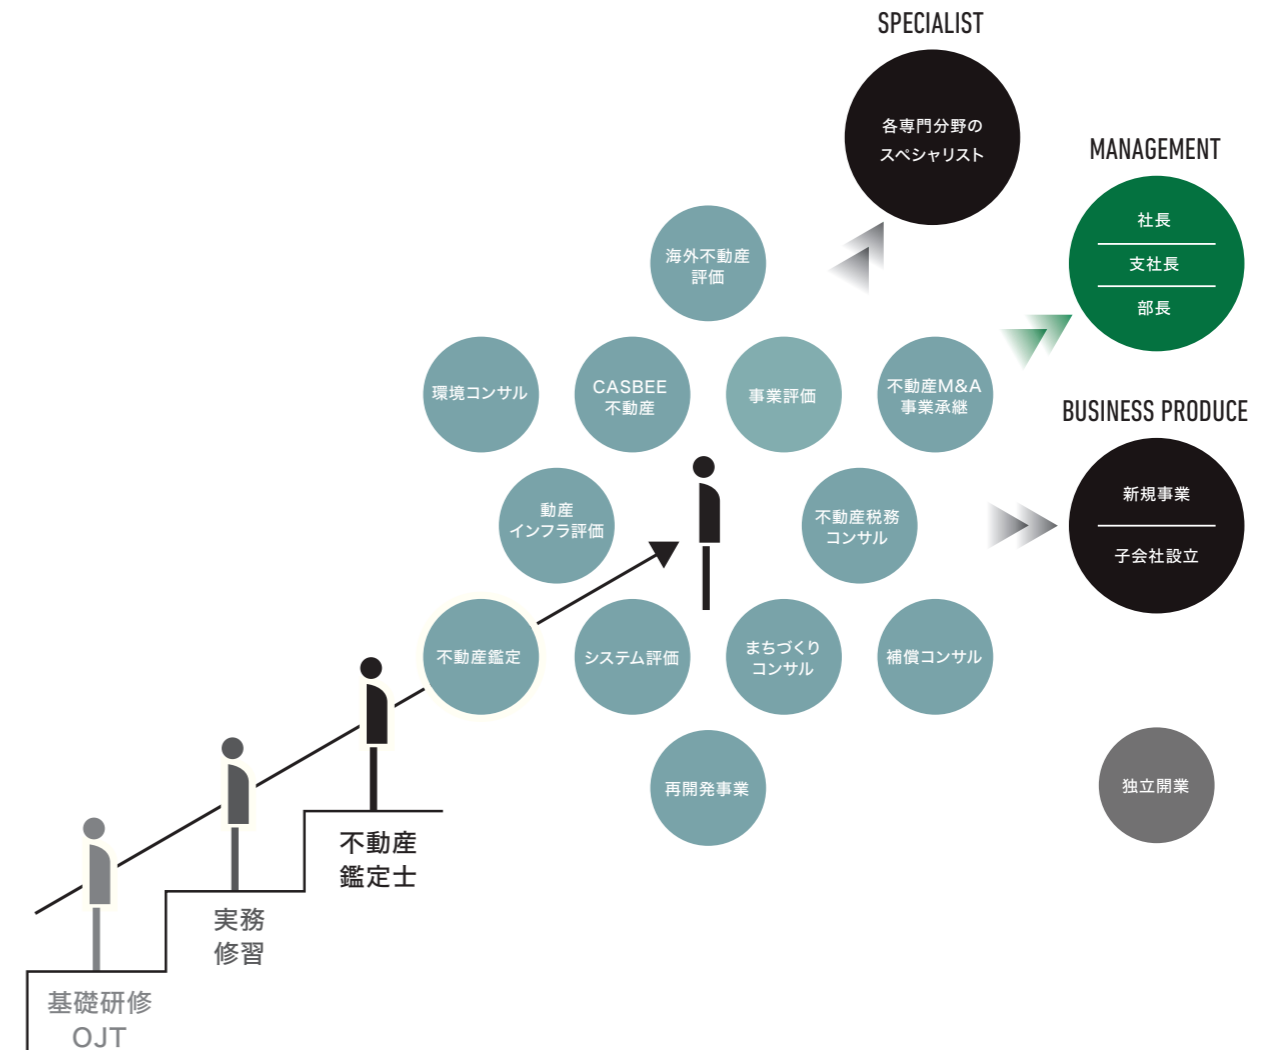 SPECIALIST
各専門分野の
スペシャリスト
MANAGEMENT
社長
支社長
部長
海外不動産
評価
環境コンサル
CASBEE
不動産
事業評価
不動産M&A
事業承継
BUSINESS PRODUCE
新規事業
子会社設立
動産
インフラ評価
不動産税務
コンサル
不動産鑑定
システム評価
まちづくり
コンサル
補償コンサル
再開発事業
独立開業
不動産
鑑定士
実務
修習
基礎研修
OJT